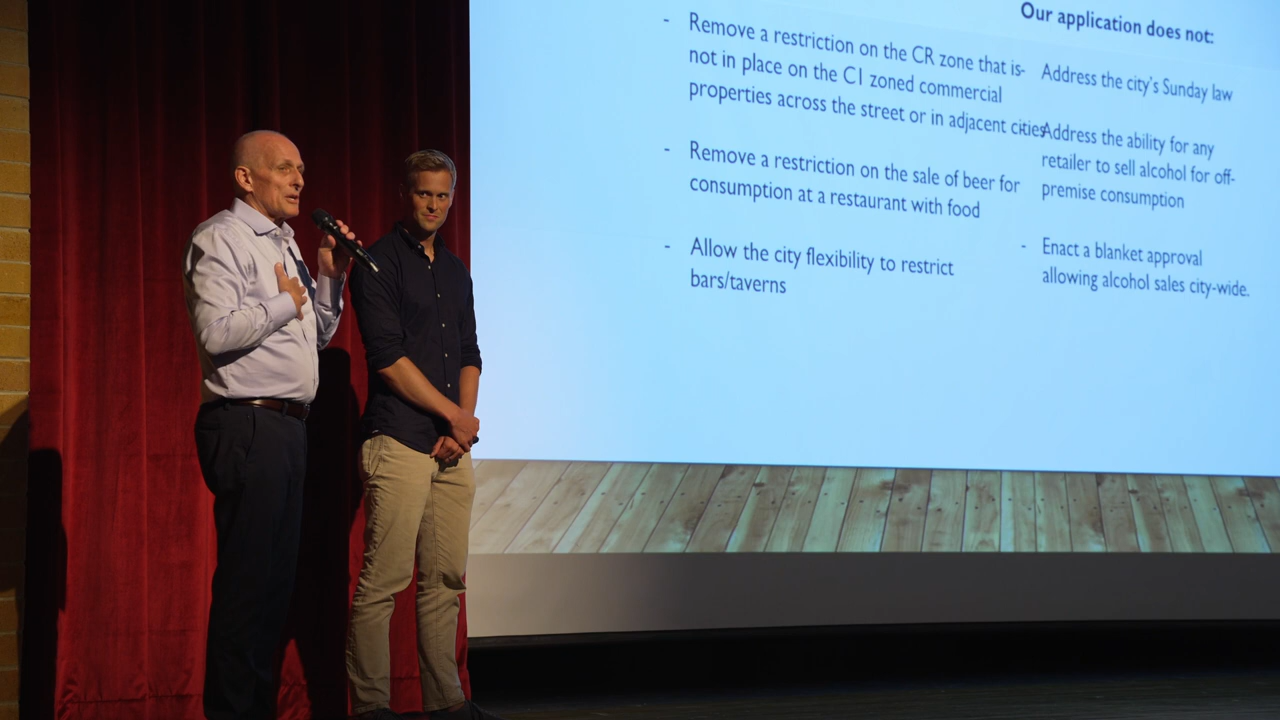 - Remove a restriction on the CR zone that is
not in place on the C1 zoned commercial
properties across the street or in adjacent cities
- Remove a restriction on the sale of beer for
consumption at a restaurant with food
- Allow the city flexibility to restrict
bars/taverns
Our application does not:
- Address the city's Sunday law
- Address the ability for any
retailer to sell alcohol for off-
premise consumption
- Enact a blanket approval
allowing alcohol sales city-wide.